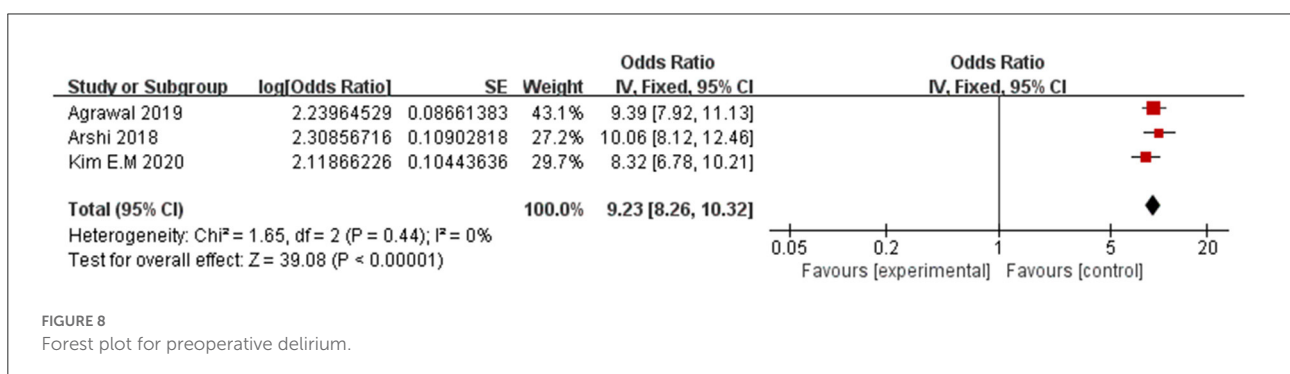 Odds Ratio Odds Ratio
Study or Subgroup log[Odds Ratio] SE Weight IV, Fixed, 95% CI IV, Fixed, 95% CI
Agrawal 2019 2.23964529 0.08661383 43.1% 9.39 [7.92, 11.13]
Arshi 2018 2.30856716 0.10902818 27.2% 10.06 [8.12, 12.46]
Kim E.M 2020 2.11866226 0.10443636 29.7% 8.32 [6.78, 10.21]
Total (95% CI) 100.0% 9.23 [8.26, 10.32]
Heterogeneity: Chi² = 1.65, df = 2 (P = 0.44); I² = 0%
Test for overall effect: Z = 39.08 (P < 0.00001)
0.05 0.2 1 5 20
Favours [experimental] Favours [control]
FIGURE 8
Forest plot for preoperative delirium.